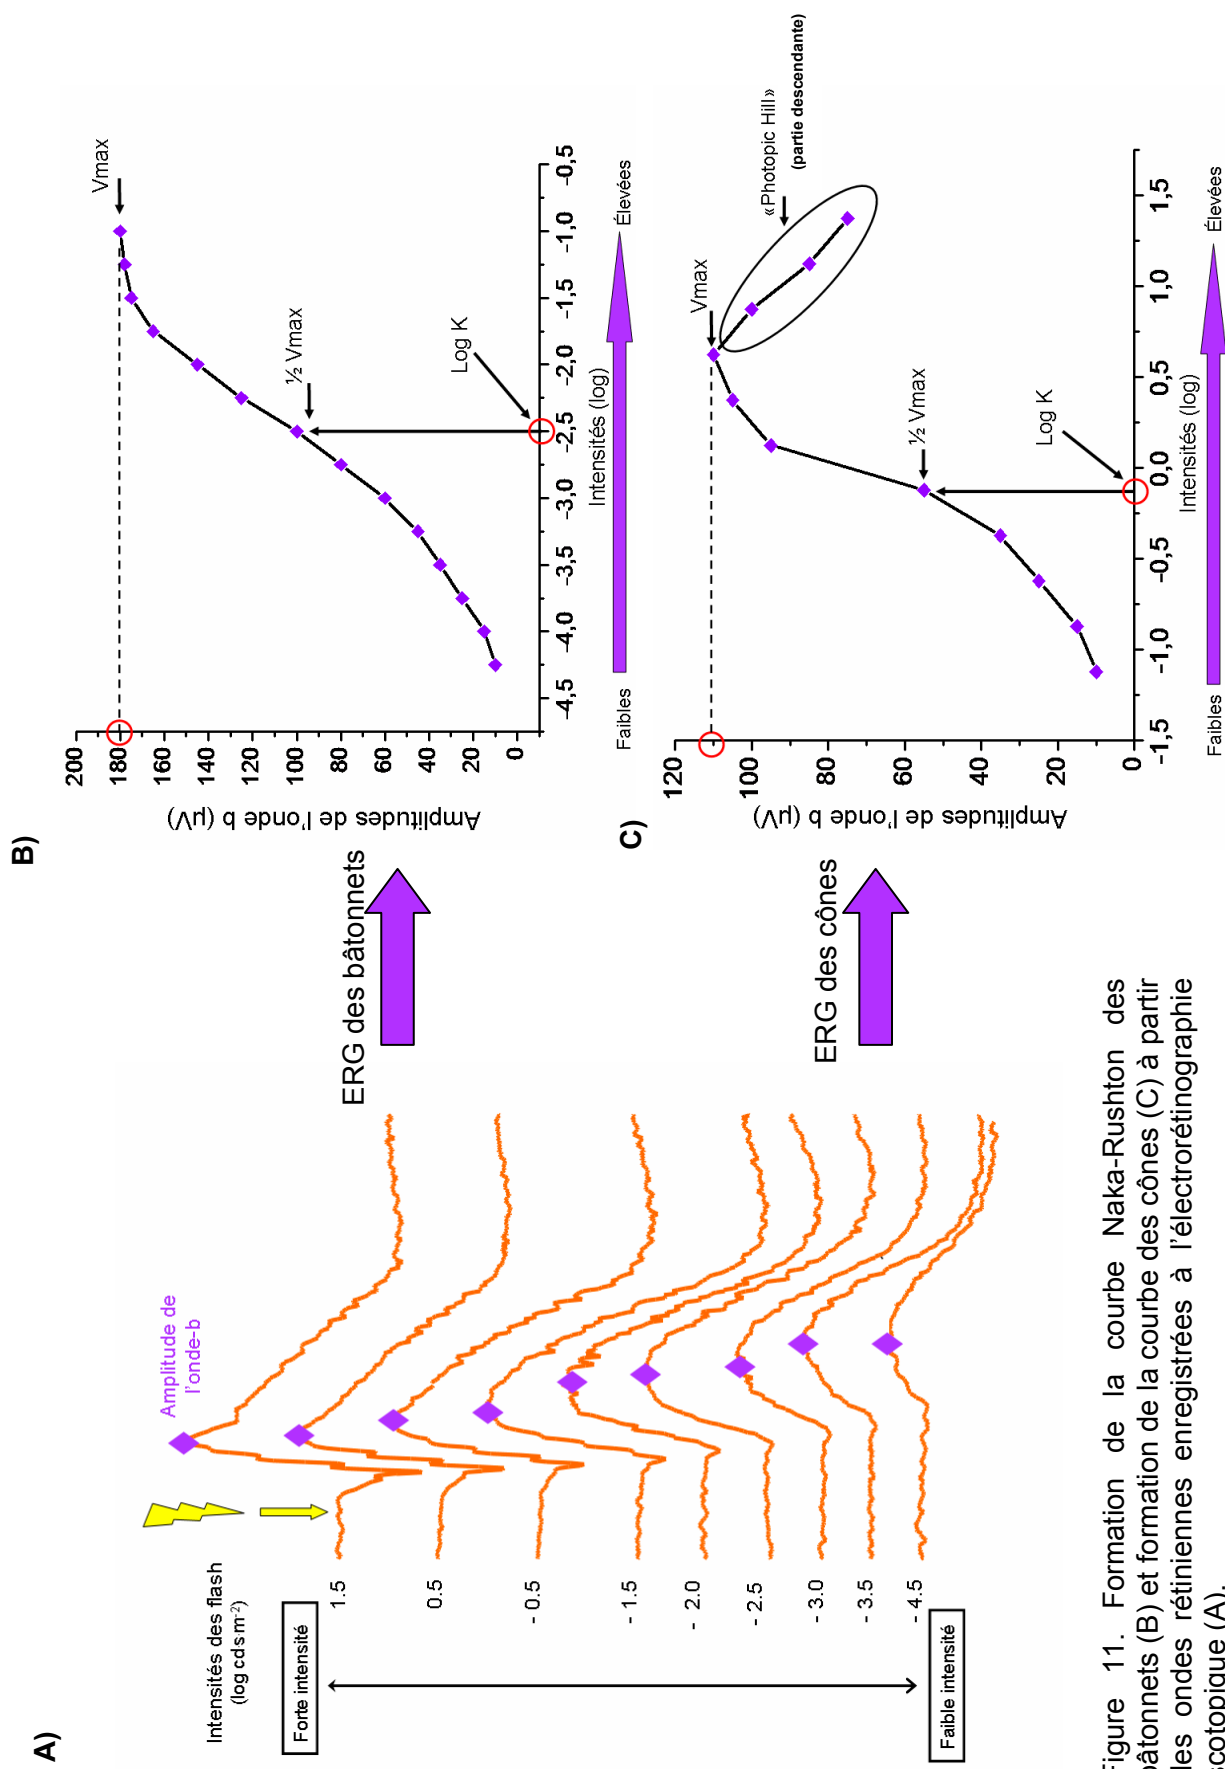 A)
Intensités des flash
(log cds·m-2)
Forte intensité
1.5
0.5
- 0.5
- 1.5
- 2.0
- 2.5
- 3.0
- 3.5
- 4.5
Faible intensité
Amplitude de
l'onde-b
ERG des bâtonnets
ERG des cônes
B)
Amplitudes de l'onde b (µV)
200
180
160
140
120
100
80
60
40
20
0
Vmax
½ Vmax
Log K
-4,5
-4,0
-3,5
-3,0
-2,5
-2,0
-1,5
-1,0
-0,5
Intensités (log)
Faibles
Élevées
C)
Amplitudes de l'onde b (µV)
120
100
80
60
40
20
0
Vmax
«Photopic Hill»
(partie descendante)
½ Vmax
Log K
-1,5
-1,0
-0,5
0,0
0,5
1,0
1,5
Intensités (log)
Faibles
Élevées
Figure 11. Formation de la courbe Naka-Rushton des
bâtonnets (B) et formation de la courbe des cônes (C) à partir
des ondes rétiniennes enregistrées à l'électrorétinographie
scotopique (A).